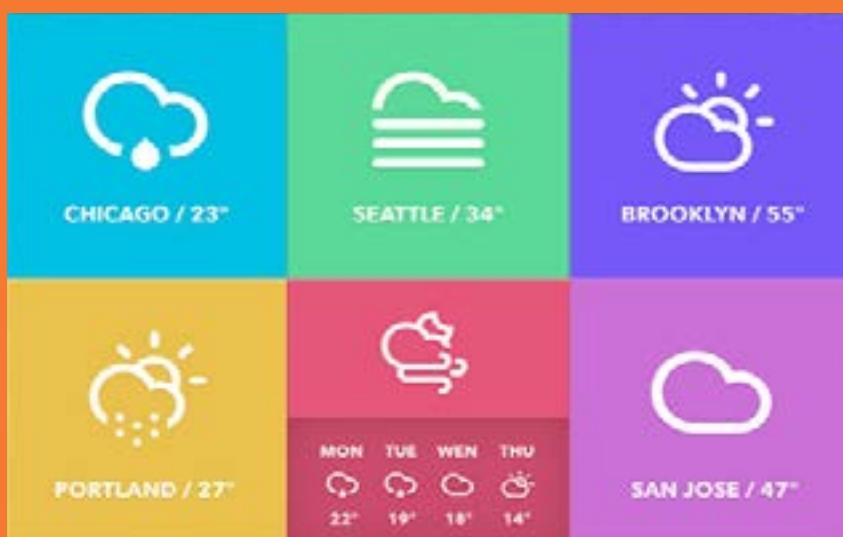 CHICAGO / 23°
SEATTLE / 34°
BROOKLYN / 55°
PORTLAND / 27°
MON TUE WEN THU
22° 19° 18° 14°
SAN JOSE / 47°